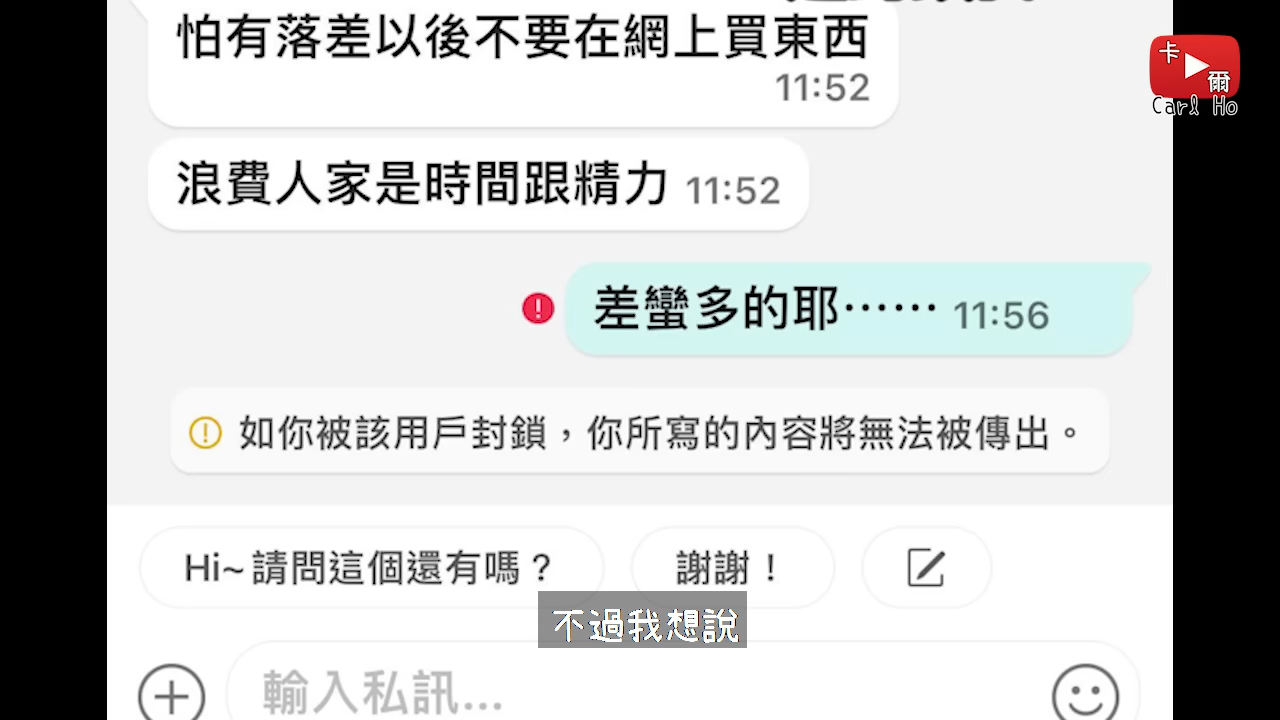 怕有落差以後不要在網上買東西
11:52
卡
爾
Carl Ho
浪費人家是時間跟精力 11:52
差蠻多的耶⋯⋯ 11:56
如你被該用戶封鎖，你所寫的內容將無法被傳出。
Hi~請問這個還有嗎？
謝謝！
不過我想說
輸入私訊...